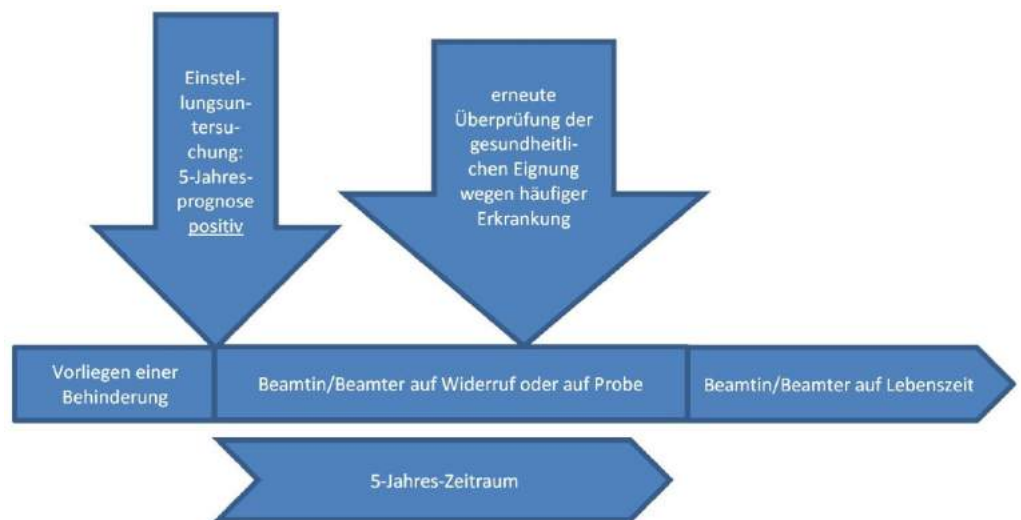 Einstel-
lungsun-
tersu-
chung:
5-Jahres-
prognose
positiv
erneute
Überprüfung der
gesundheitli-
chen Eignung
wegen häufiger
Erkrankung
Vorliegen einer
Behinderung
Beamtin/Beamter auf Widerruf oder auf Probe
Beamtin/Beamter auf Lebenszeit
5-Jahres-Zeitraum